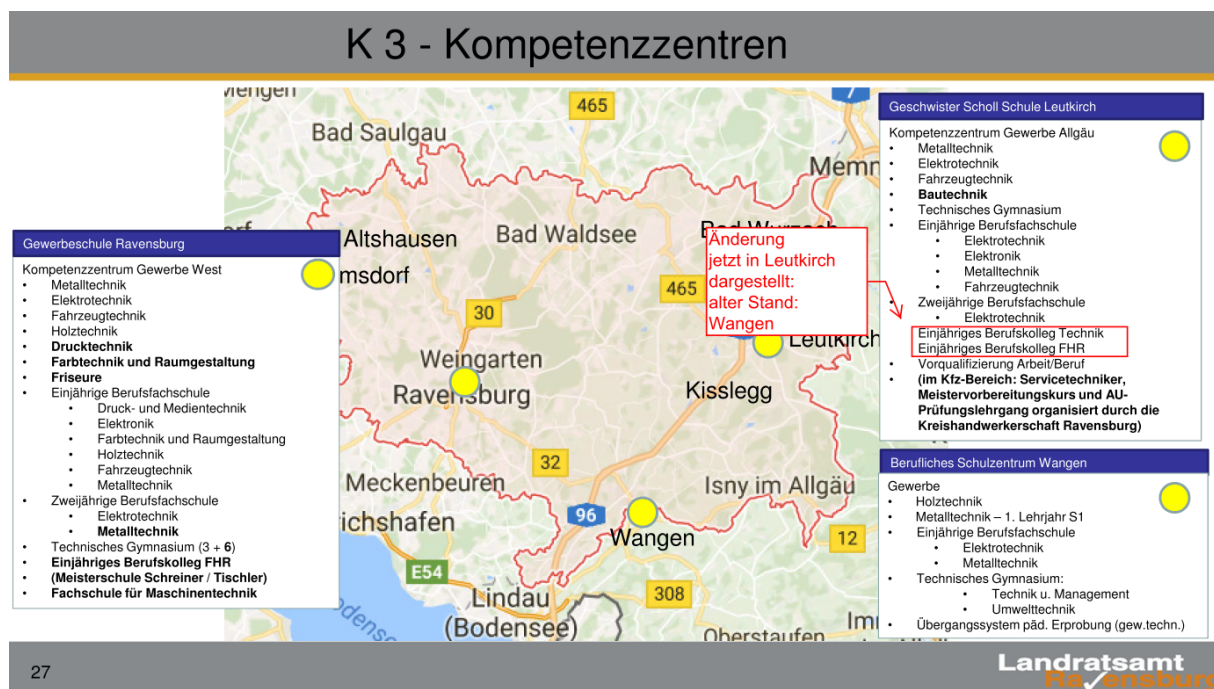 K 3 - Kompetenzzentren
465
7
Bad Saulgau
Memm
Altshausen
msdorf
Bad Waldsee
465
30
Weingarten
Ravensburg
Leutkirch
Kisslegg
32
Meckenbeuren
Isny im Allgäu
ichshafen
96
Wangen
12
E54
Lindau
(Bodensee)
308
Oberstaufen
Änderung
jetzt in Leutkirch
dargestellt:
alter Stand:
Wangen
Gewerbeschule Ravensburg
Kompetenzzentrum Gewerbe West
• Metalltechnik
• Elektrotechnik
• Fahrzeugtechnik
• Holztechnik
• Drucktechnik
• Farbtechnik und Raumgestaltung
• Friseure
• Einjährige Berufsfachschule
• Druck- und Medientechnik
• Elektronik
• Farbtechnik und Raumgestaltung
• Holztechnik
• Fahrzeugtechnik
• Metalltechnik
• Zweijährige Berufsfachschule
• Elektrotechnik
• Metalltechnik
• Technisches Gymnasium (3 + 6)
• Einjähriges Berufskolleg FHR
• (Meisterschule Schreiner / Tischler)
• Fachschule für Maschinentechnik
Geschwister Scholl Schule Leutkirch
Kompetenzzentrum Gewerbe Allgäu
• Metalltechnik
• Elektrotechnik
• Fahrzeugtechnik
• Bautechnik
• Technisches Gymnasium
• Einjährige Berufsfachschule
• Elektrotechnik
• Elektronik
• Metalltechnik
• Fahrzeugtechnik
• Zweijährige Berufsfachschule
• Elektrotechnik
Einjähriges Berufskolleg Technik
Einjähriges Berufskolleg FHR
• Vorqualifizierung Arbeit/Beruf
• (im Kfz-Bereich: Servicetechniker,
Meistervorbereitungskurs und AU-
Prüfungslehrgang organisiert durch die
Kreishandwerkerschaft Ravensburg)
Berufliches Schulzentrum Wangen
Gewerbe
• Holztechnik
• Metalltechnik – 1. Lehrjahr S1
• Einjährige Berufsfachschule
• Elektrotechnik
• Metalltechnik
• Technisches Gymnasium:
• Technik u. Management
• Umwelttechnik
• Übergangssystem päd. Erprobung (gew.techn.)
27
Landratsamt
Ravensburg